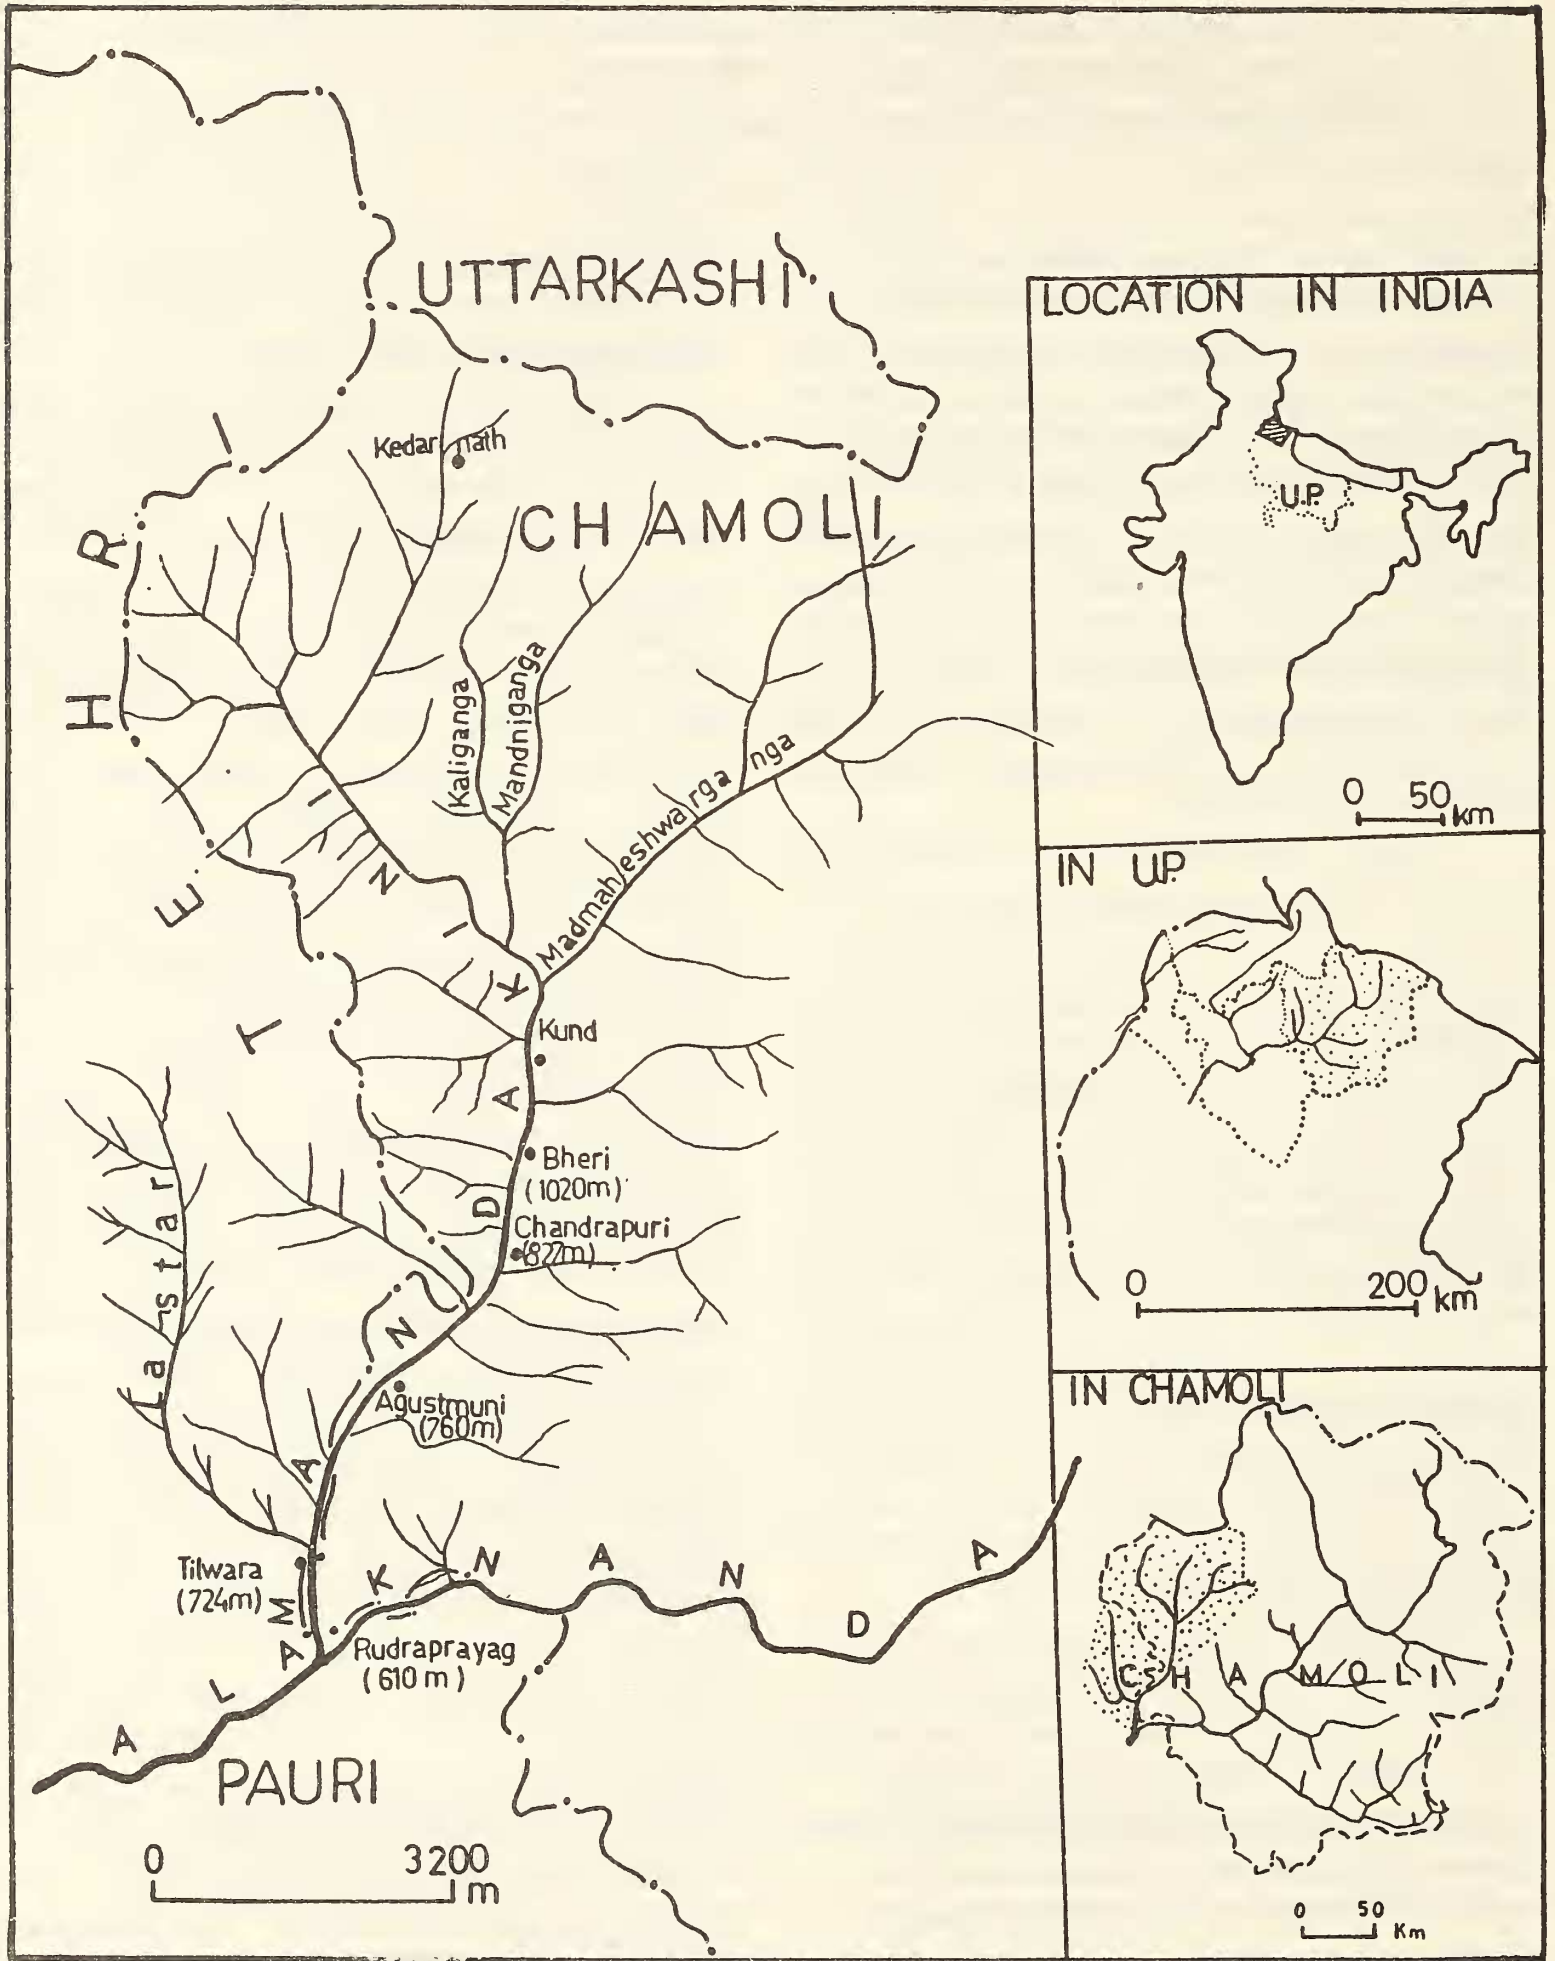 UTTARKASHI
Kedarnath
CHAMOLI
TEHRI
Kaliganga
Mandniganga
Madmaheshwarganga
MANDAKINI
Kund
Bheri
(1020m)
Chandrapuri
(827m)
Lastar
Agustmuni
(760m)
Tilwara
(724m)
Rudraprayag
(610 m)
ALAKNANDA
PAURI
0 3200
m
LOCATION IN INDIA
U.P.
0 50
km
IN U.P.
0 200 km
IN CHAMOLI
CHAMOLI
0 50
Km